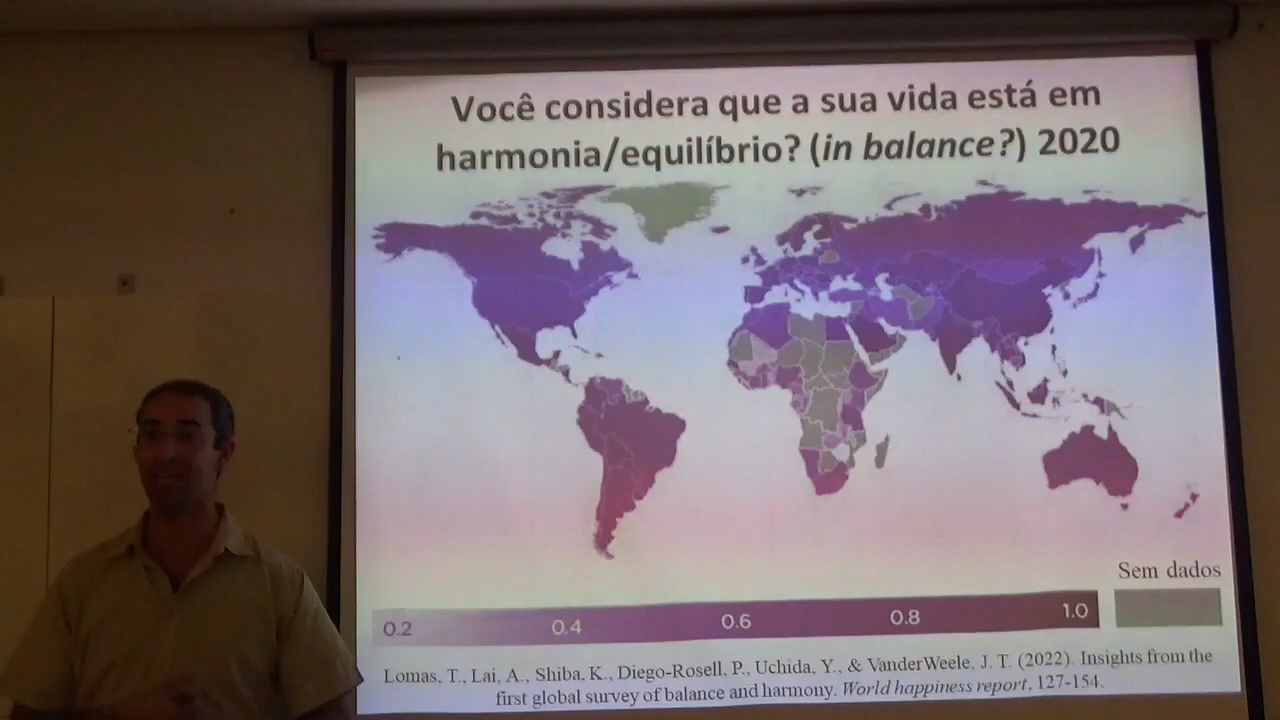 Você considera que a sua vida está em
harmonia/equilíbrio? (in balance?) 2020
Sem dados
0.2 0.4 0.6 0.8 1.0
Lomas, T., Lai, A., Shiba, K., Diego-Rosell, P., Uchida, Y., & VanderWeele, J. T. (2022). Insights from the
first global survey of balance and harmony. World happiness report, 127-154.